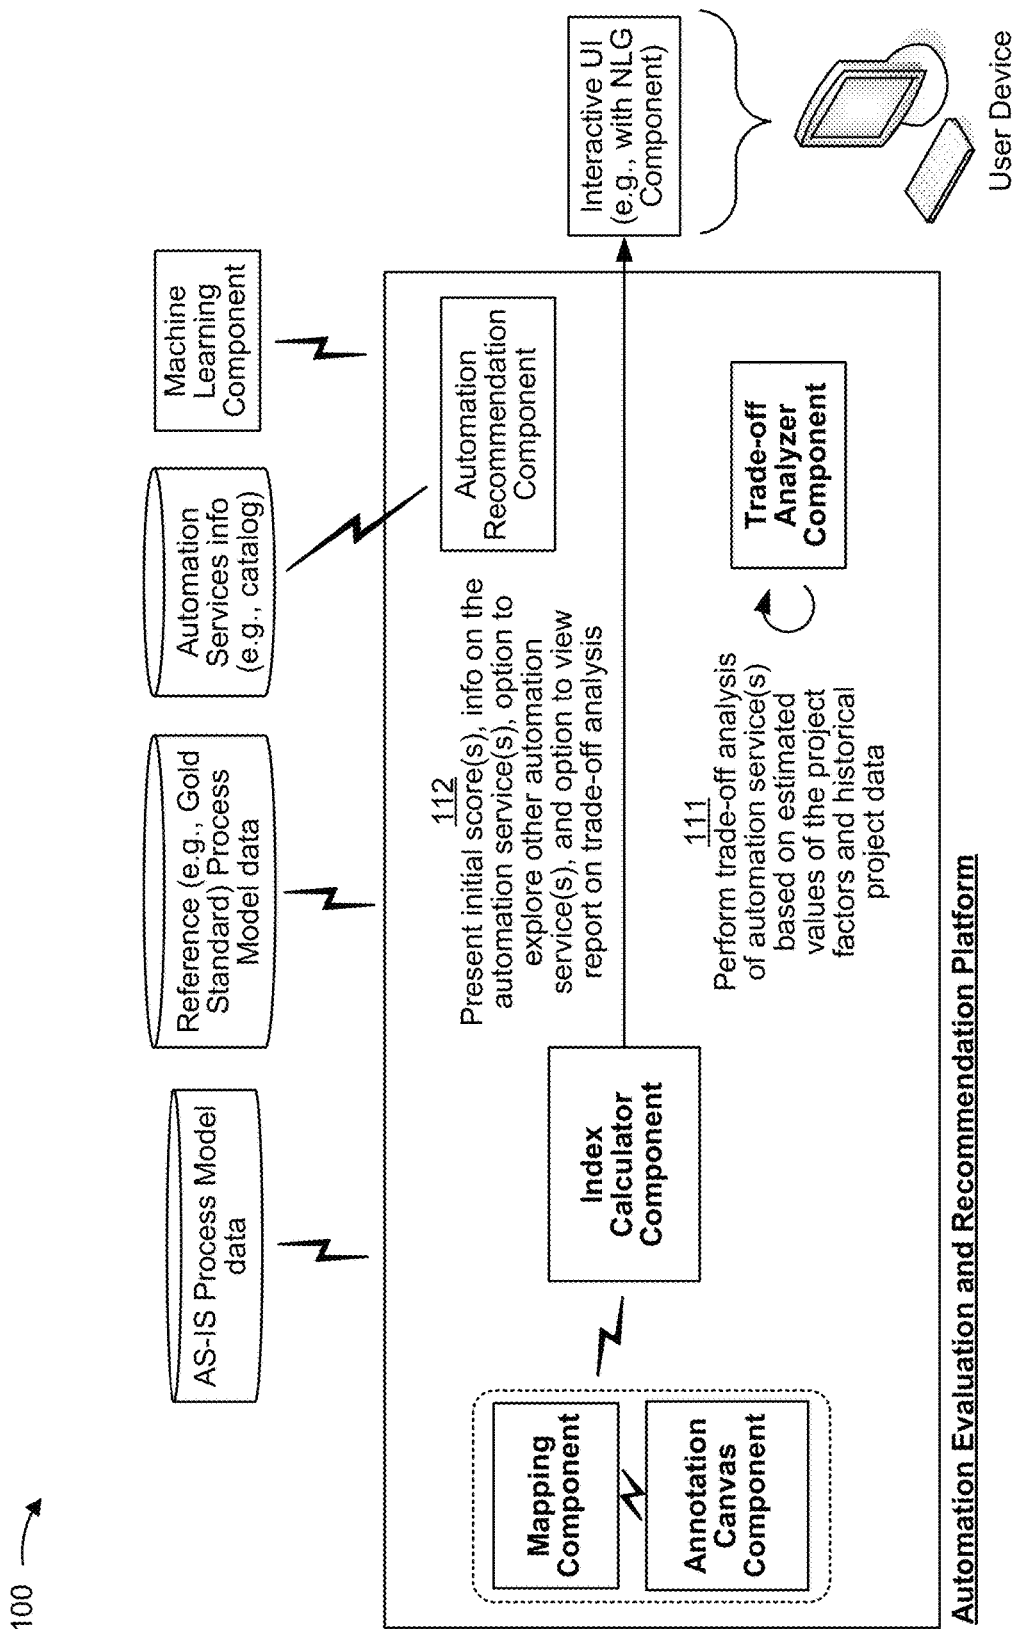 100
AS-IS Process Model
data
Reference (e.g., Gold
Standard) Process
Model data
Automation
Services info
(e.g., catalog)
Machine
Learning
Component
Mapping
Component
Annotation
Canvas
Component
Index
Calculator
Component
112
Present initial score(s), info on the
automation service(s), option to
explore other automation
service(s), and option to view
report on trade-off analysis
Automation
Recommendation
Component
111
Perform trade-off analysis
of automation service(s)
based on estimated
values of the project
factors and historical
project data
Trade-off
Analyzer
Component
Interactive UI
(e.g., with NLG
Component)
User Device
Automation Evaluation and Recommendation Platform